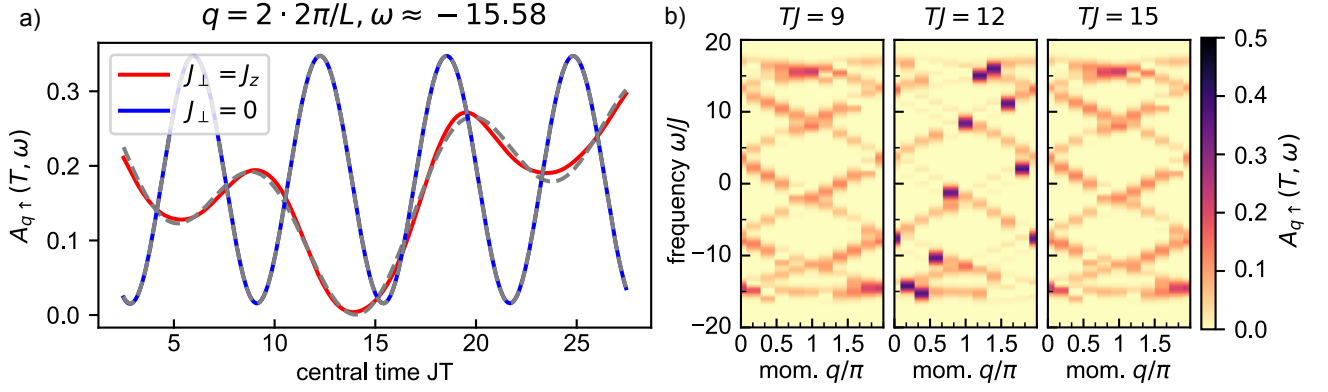 a)
q = 2 · 2π/L, ω ≈ − 15.58
A_{q↑}(T, ω)
0.3
0.2
0.1
0.0
J_⊥ = J_z
J_⊥ = 0
5 10 15 20 25
central time JT
b)
TJ = 9 TJ = 12 TJ = 15
frequency ω/J
20
10
0
−10
−20
0 0.5 1 1.5 0 0.5 1 1.5 0 0.5 1 1.5
mom. q/π mom. q/π mom. q/π
0.5
0.4
0.3
0.2
0.1
0.0
A_{q↑}(T, ω)